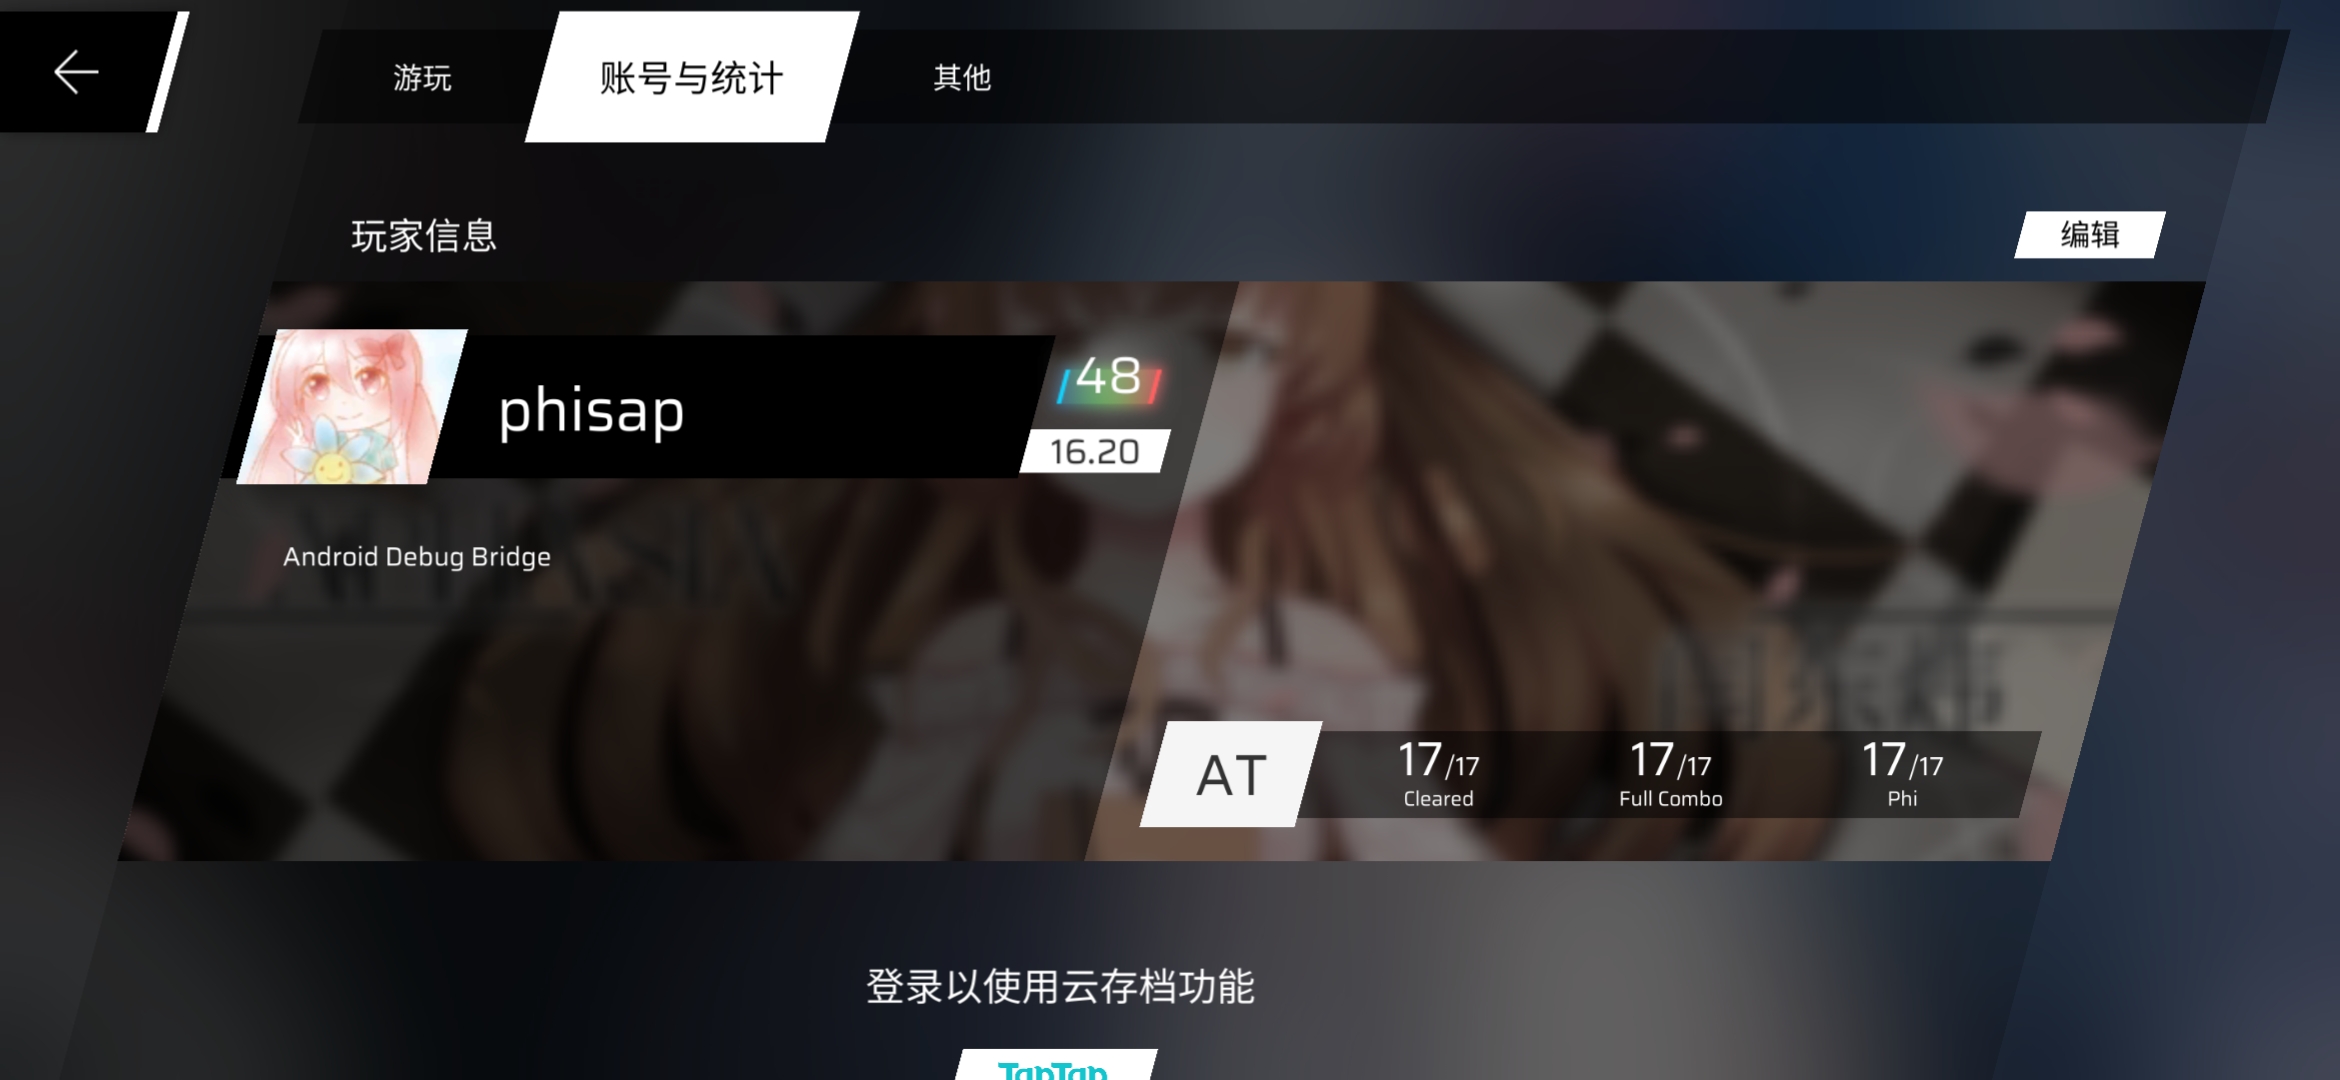 游玩
账号与统计
其他
玩家信息
编辑
phisap
48
16.20
Android Debug Bridge
AT
17/17
Cleared
17/17
Full Combo
17/17
Phi
登录以使用云存档功能
TapTap